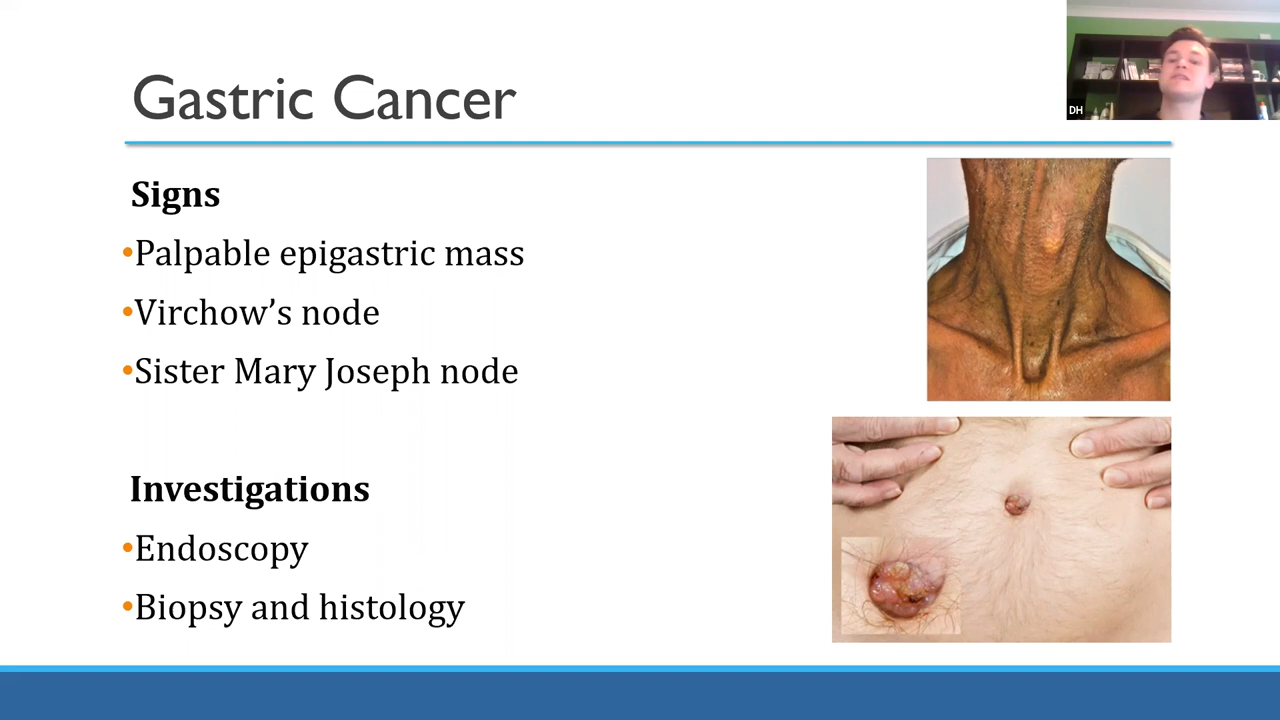 Gastric Cancer
DH
Signs
•Palpable epigastric mass
•Virchow’s node
•Sister Mary Joseph node
Investigations
•Endoscopy
•Biopsy and histology